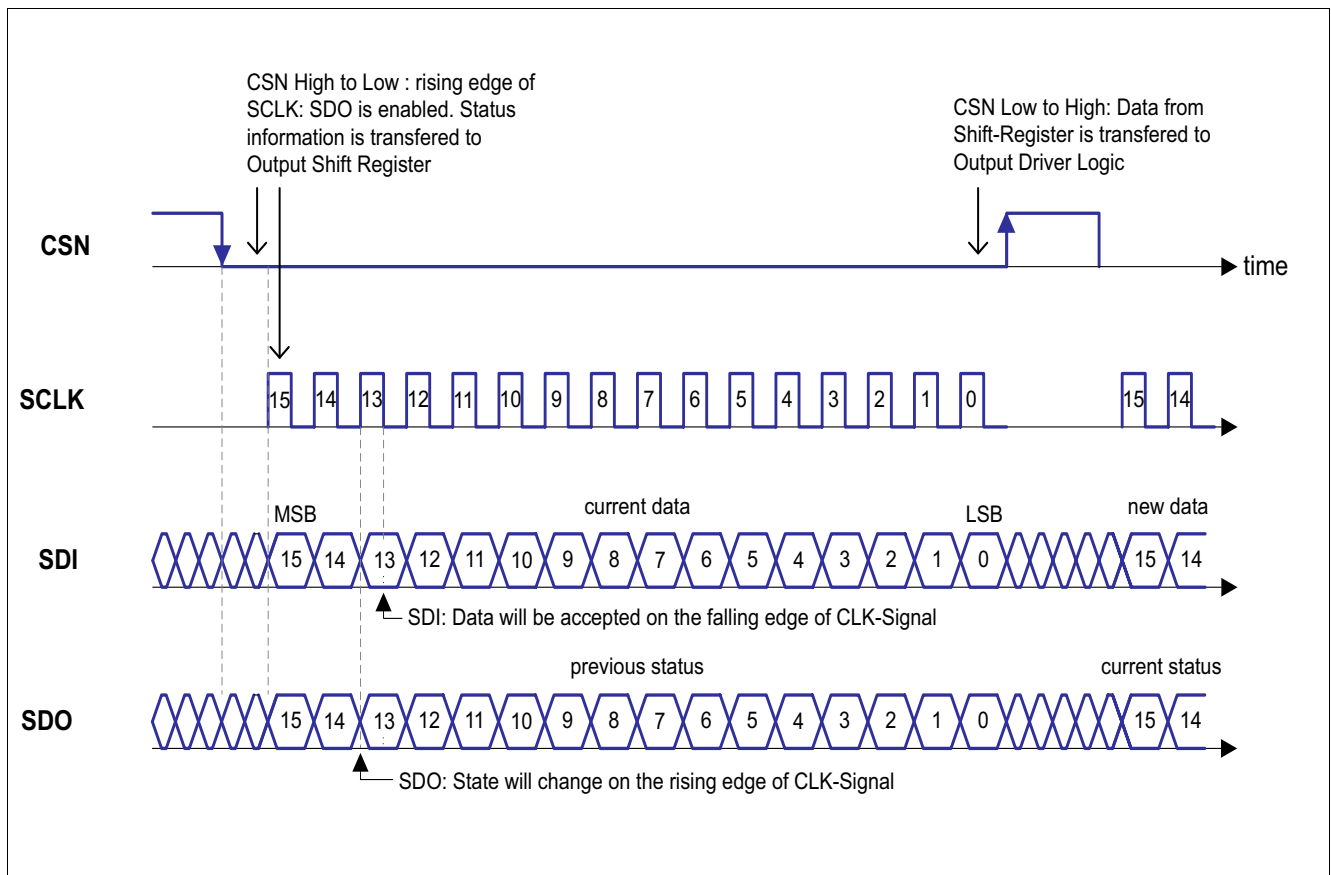 CSN High to Low : rising edge of
SCLK: SDO is enabled. Status
information is transfered to
Output Shift Register
CSN Low to High: Data from
Shift-Register is transfered to
Output Driver Logic
CSN
time
SCLK
15 14 13 12 11 10 9 8 7 6 5 4 3 2 1 0 15 14
MSB current data LSB new data
SDI
15 14 13 12 11 10 9 8 7 6 5 4 3 2 1 0 15 14
SDI: Data will be accepted on the falling edge of CLK-Signal
previous status current status
SDO
15 14 13 12 11 10 9 8 7 6 5 4 3 2 1 0 15 14
SDO: State will change on the rising edge of CLK-Signal